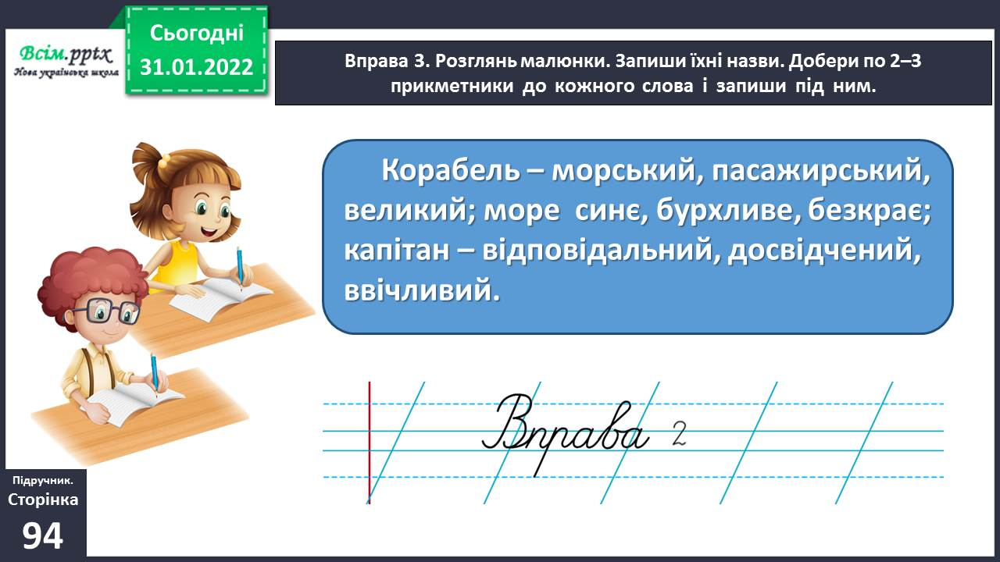 Всім.pptx
Нова українська школа
Сьогодні
31.01.2022
Вправа 3. Розглянь малюнки. Запиши їхні назви. Добери по 2–3
прикметники до кожного слова і запиши під ним.
Корабель – морський, пасажирський,
великий; море синє, бурхливе, безкрає;
капітан – відповідальний, досвідчений,
ввічливий.
Вправа 2
Підручник.
Сторінка
94